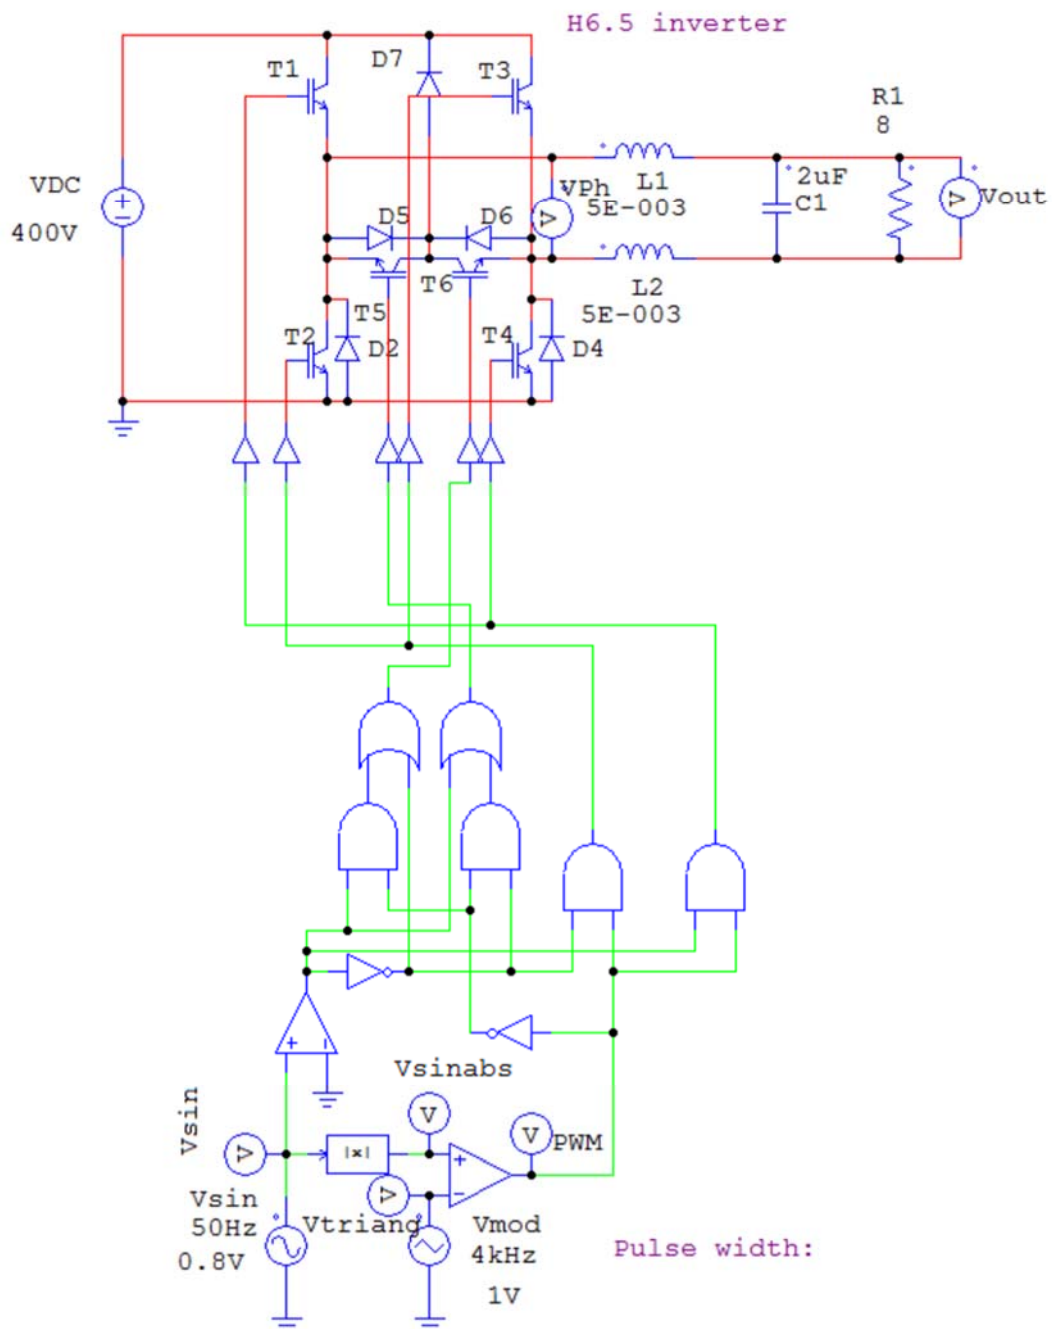 H6.5 inverter
D7
T1
T3
R1
8
VDC
400V
VPh
L1
5E-003
2uF
C1
Vout
D5
D6
T6
L2
5E-003
T5
T2
D2
T4
D4
Vsinabs
Vsin
PWM
|x|
Vsin
50Hz
0.8V
Vtriang
Vmod
4kHz
1V
Pulse width:
V
V
V
V
V
V